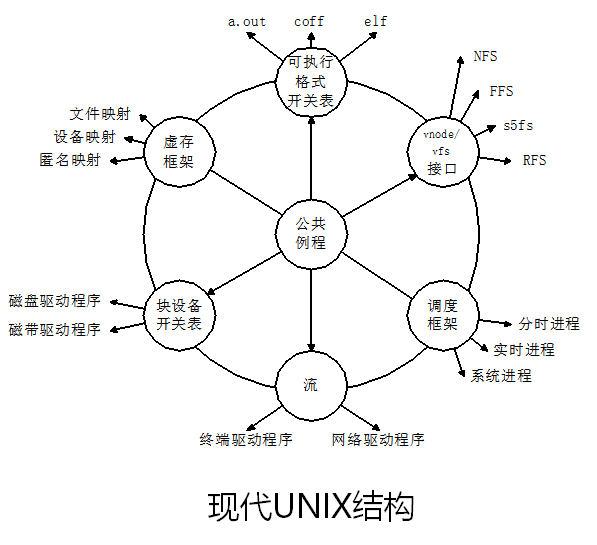 a.out
coff
elf
可执行
格式
开关表
NFS
FFS
s5fs
RFS
vnode/
vfs
接口
文件映射
设备映射
匿名映射
虚存
框架
公共
例程
磁盘驱动程序
磁带驱动程序
块设备
开关表
调度
框架
分时进程
实时进程
系统进程
流
终端驱动程序
网络驱动程序
现代UNIX结构